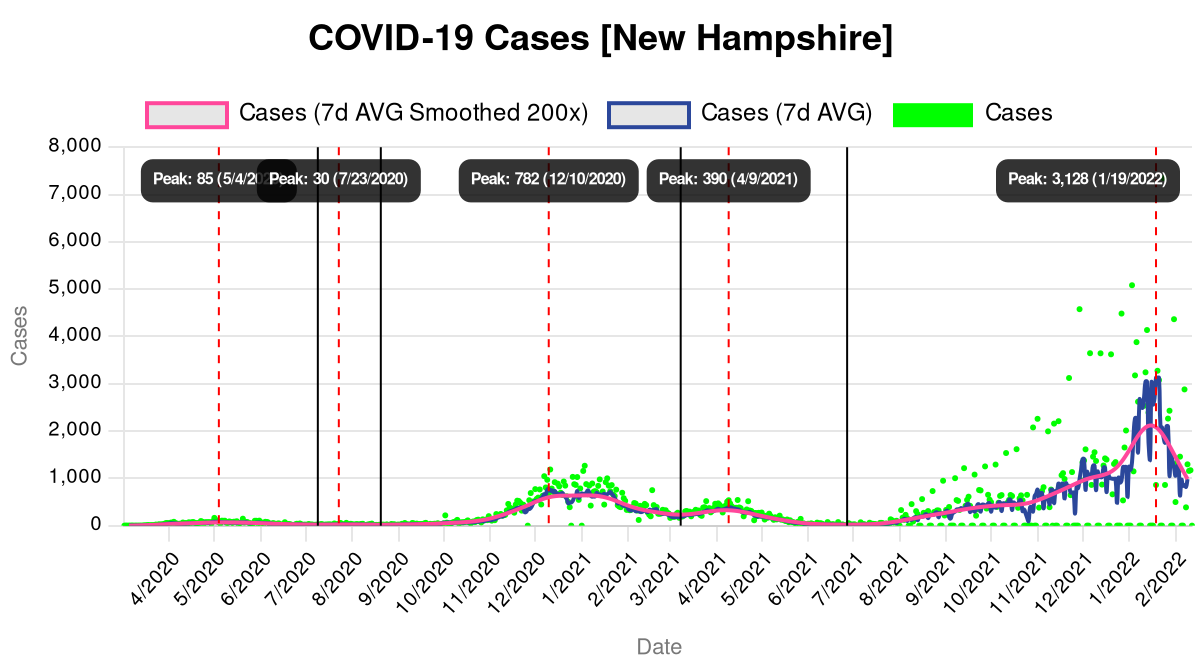 COVID-19 Cases [New Hampshire]
Cases (7d AVG Smoothed 200x) Cases (7d AVG) Cases
8,000
7,000
6,000
5,000
4,000
3,000
2,000
1,000
0
Cases
Peak: 85 (5/4/2020) Peak: 30 (7/23/2020) Peak: 782 (12/10/2020) Peak: 390 (4/9/2021) Peak: 3,128 (1/19/2022)
4/2020 5/2020 6/2020 7/2020 8/2020 9/2020 10/2020 11/2020 12/2020 1/2021 2/2021 3/2021 4/2021 5/2021 6/2021 7/2021 8/2021 9/2021 10/2021 11/2021 12/2021 1/2022 2/2022
Date